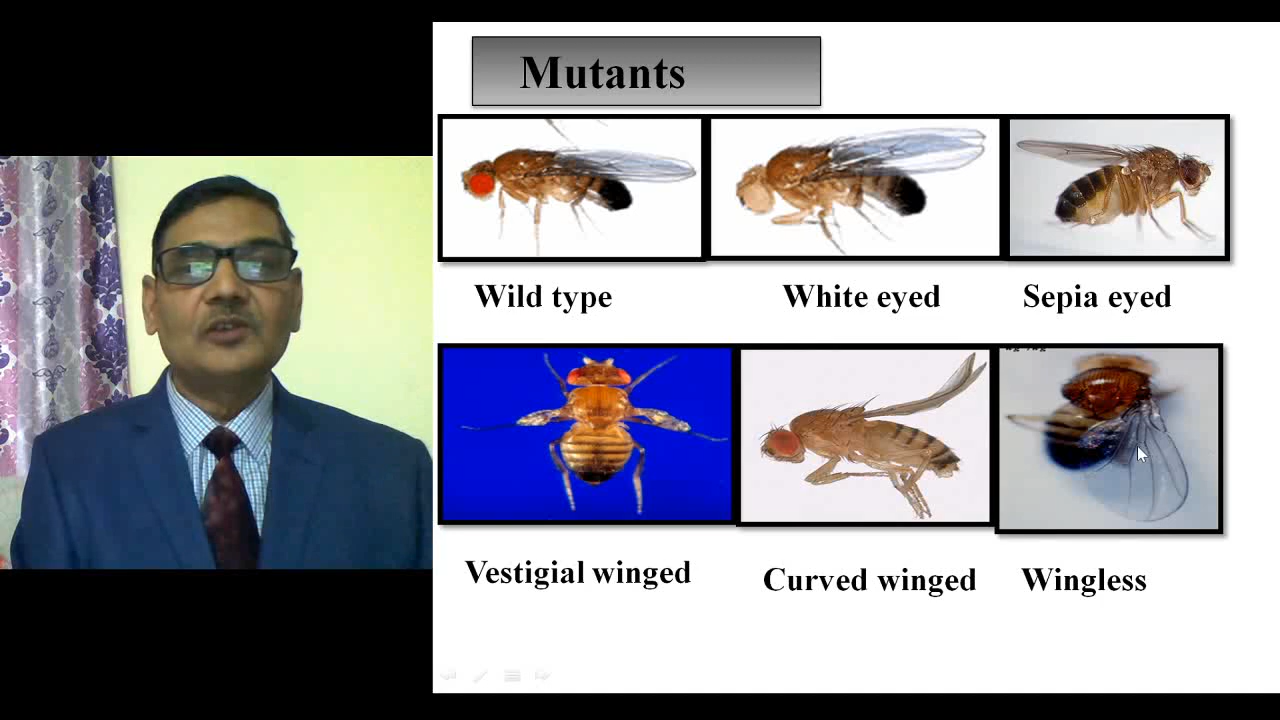 Mutants
Wild type
White eyed
Sepia eyed
Vestigial winged
Curved winged
Wingless